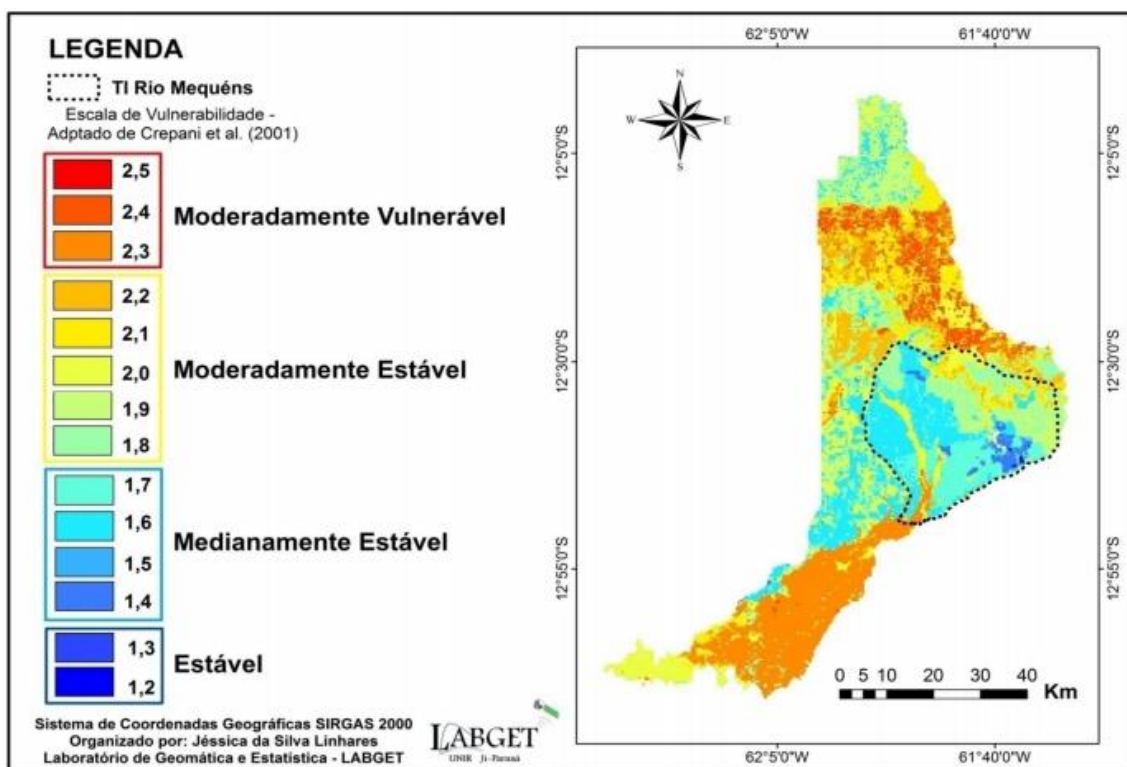 LEGENDA
TI Rio Mequéns
Escala de Vulnerabilidade -
Adptado de Crepani et al. (2001)
2,5
2,4
2,3
Moderadamente Vulnerável
2,2
2,1
2,0
1,9
1,8
Moderadamente Estável
1,7
1,6
1,5
1,4
Medianamente Estável
1,3
1,2
Estável
Sistema de Coordenadas Geográficas SIRGAS 2000
Organizado por: Jéssica da Silva Linhares
Laboratório de Geomática e Estatística - LABGET
LABGET
UNIR Ji-Paraná
62°5'0"W 61°40'0"W
N
W E
S
12°5'0"S 12°5'0"S
12°30'0"S 12°30'0"S
12°55'0"S 12°55'0"S
0 5 10 20 30 40
Km
62°5'0"W 61°40'0"W